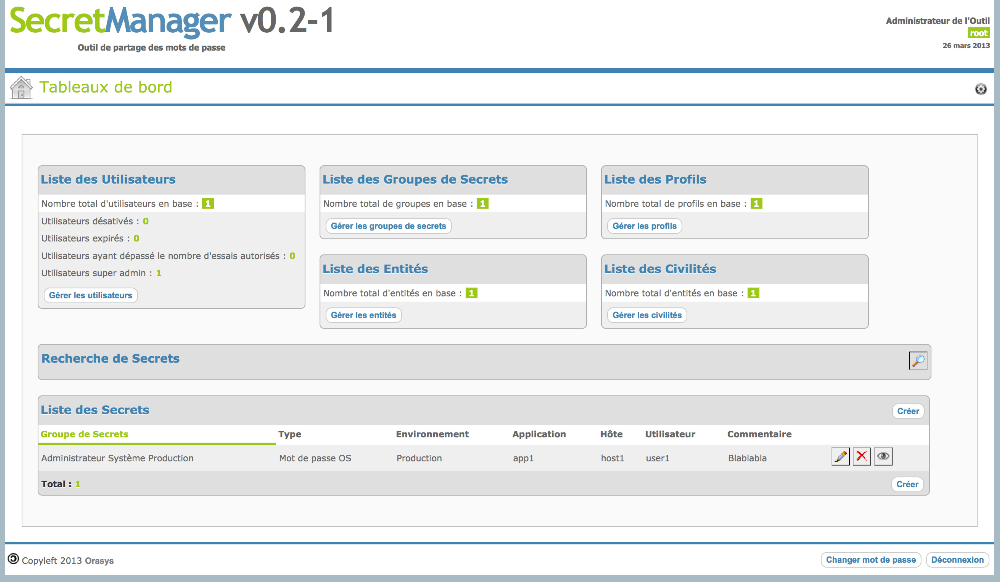 SecretManager v0.2-1
Outil de partage des mots de passe
Administrateur de l'Outil
root
26 mars 2013
Tableaux de bord
Liste des Utilisateurs
Nombre total d'utilisateurs en base : 1
Utilisateurs désativés : 0
Utilisateurs expirés : 0
Utilisateurs ayant dépassé le nombre d'essais autorisés : 0
Utilisateurs super admin : 1
Gérer les utilisateurs
Liste des Groupes de Secrets
Nombre total de groupes en base : 1
Gérer les groupes de secrets
Liste des Profils
Nombre total de profils en base : 1
Gérer les profils
Liste des Entités
Nombre total d'entités en base : 1
Gérer les entités
Liste des Civilités
Nombre total d'entités en base : 1
Gérer les civilités
Recherche de Secrets
Liste des Secrets
Créer
Groupe de Secrets Type Environnement Application Hôte Utilisateur Commentaire
Administrateur Système Production Mot de passe OS Production app1 host1 user1 Blablabla
Total : 1
Créer
Copyleft 2013 Orasys
Changer mot de passe
Déconnexion